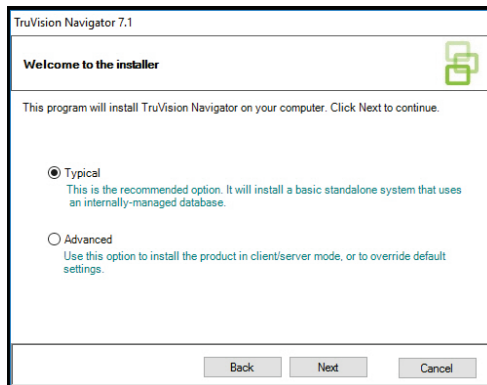 TruVision Navigator 7.1
Welcome to the installer
This program will install TruVision Navigator on your computer. Click Next to continue.
Typical
This is the recommended option. It will install a basic standalone system that uses
an internally-managed database.
Advanced
Use this option to install the product in client/server mode, or to override default
settings.
Back Next Cancel